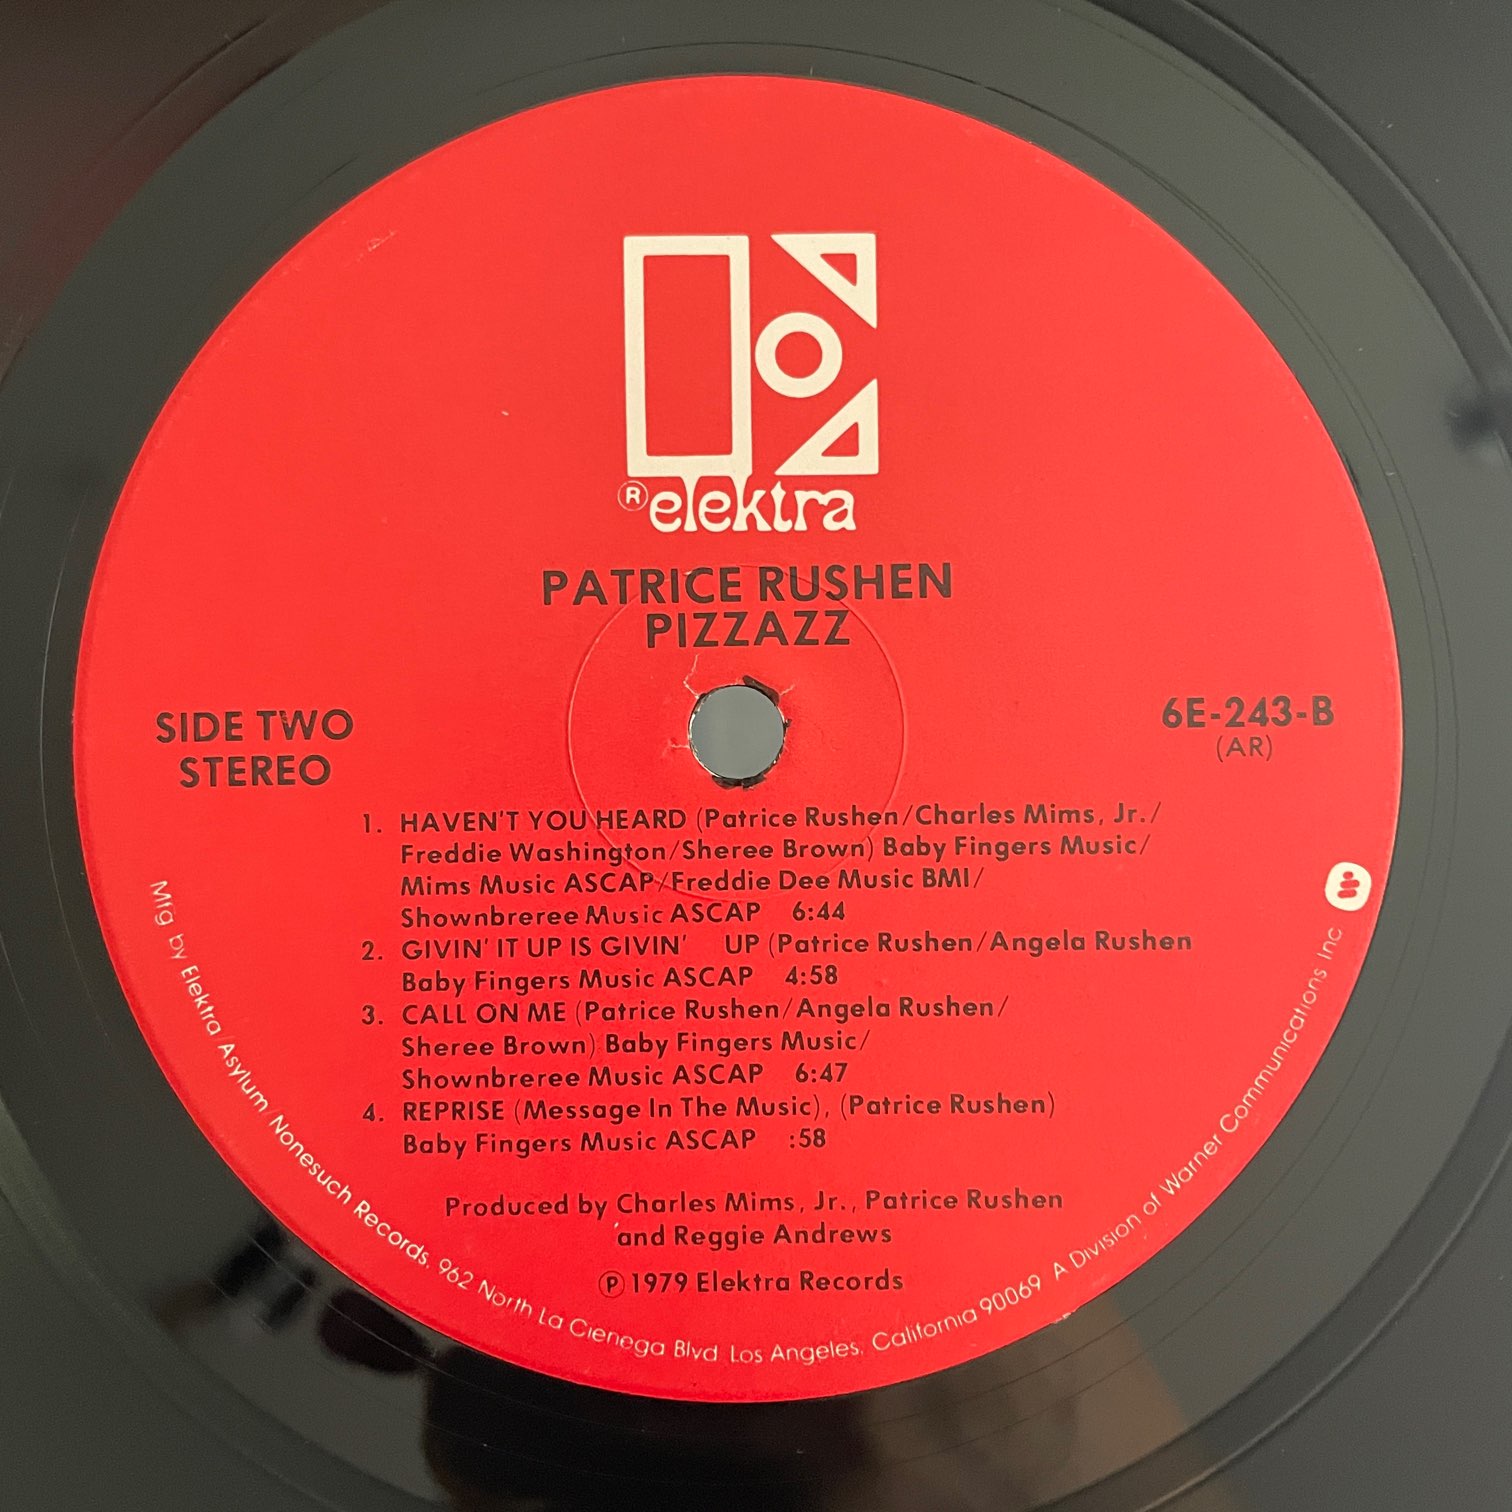 ® elektra
PATRICE RUSHEN
PIZZAZZ
SIDE TWO
STEREO
6E-243-B
(AR)
1. HAVEN'T YOU HEARD (Patrice Rushen/Charles Mims, Jr./
Freddie Washington/Sheree Brown) Baby Fingers Music/
Mims Music ASCAP/Freddie Dee Music BMI/
Shownbreree Music ASCAP 6:44
2. GIVIN' IT UP IS GIVIN' UP (Patrice Rushen/Angela Rushen
Baby Fingers Music ASCAP 4:58
3. CALL ON ME (Patrice Rushen/Angela Rushen/
Sheree Brown) Baby Fingers Music/
Shownbreree Music ASCAP 6:47
4. REPRISE (Message In The Music), (Patrice Rushen)
Baby Fingers Music ASCAP :58
Produced by Charles Mims, Jr., Patrice Rushen
and Reggie Andrews
℗ 1979 Elektra Records
Mfg by Elektra/Asylum/Nonesuch Records, 962 North La Cienega Blvd. Los Angeles, California 90069 A Division of Warner Communications Inc